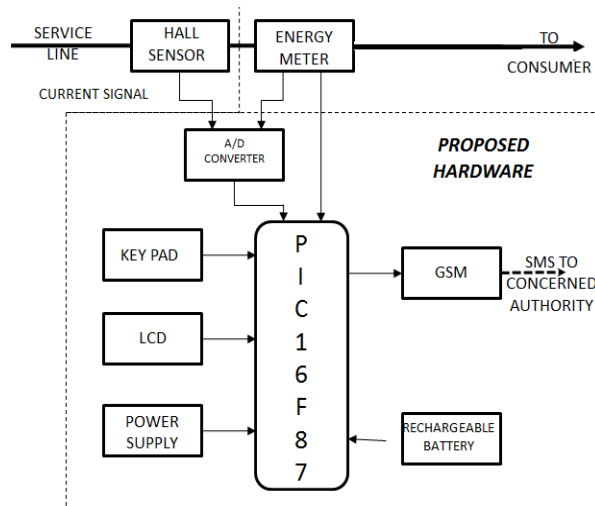 SERVICE
LINE
HALL
SENSOR
ENERGY
METER
TO
CONSUMER
CURRENT SIGNAL
A/D
CONVERTER
PROPOSED
HARDWARE
KEY PAD
LCD
POWER
SUPPLY
P
I
C
1
6
F
8
7
GSM
SMS TO
CONCERNED
AUTHORITY
RECHARGEABLE
BATTERY